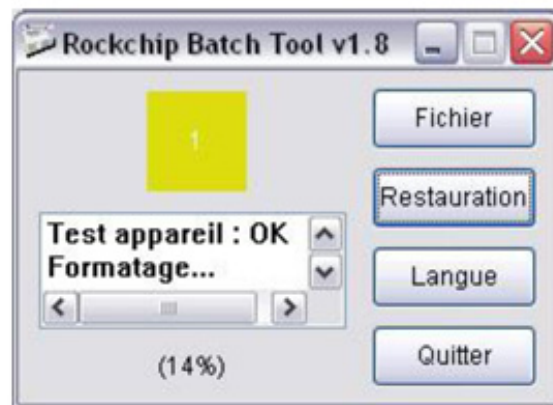 Rockchip Batch Tool v1.8
1
Fichier
Restauration
Test appareil : OK
Formatage...
Langue
(14%)
Quitter